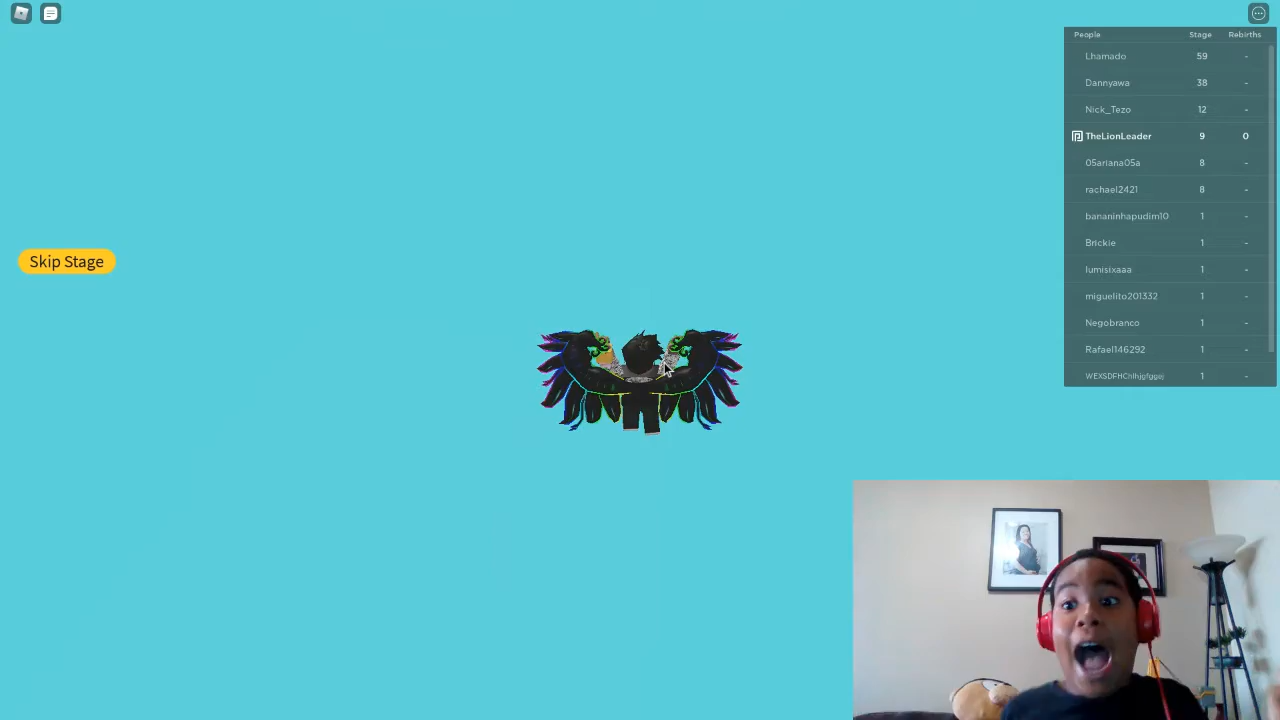 People Stage Rebirths
Lhamado 59 -
Dannyawa 38 -
Nick_Tezo 12 -
TheLionLeader 9 0
05ariana05a 8 -
rachael2421 8 -
bananinhapudim10 1 -
Brickie 1 -
lumisixaaa 1 -
miguelito201332 1 -
Negobranco 1 -
Rafael146292 1 -
1 -
Skip Stage